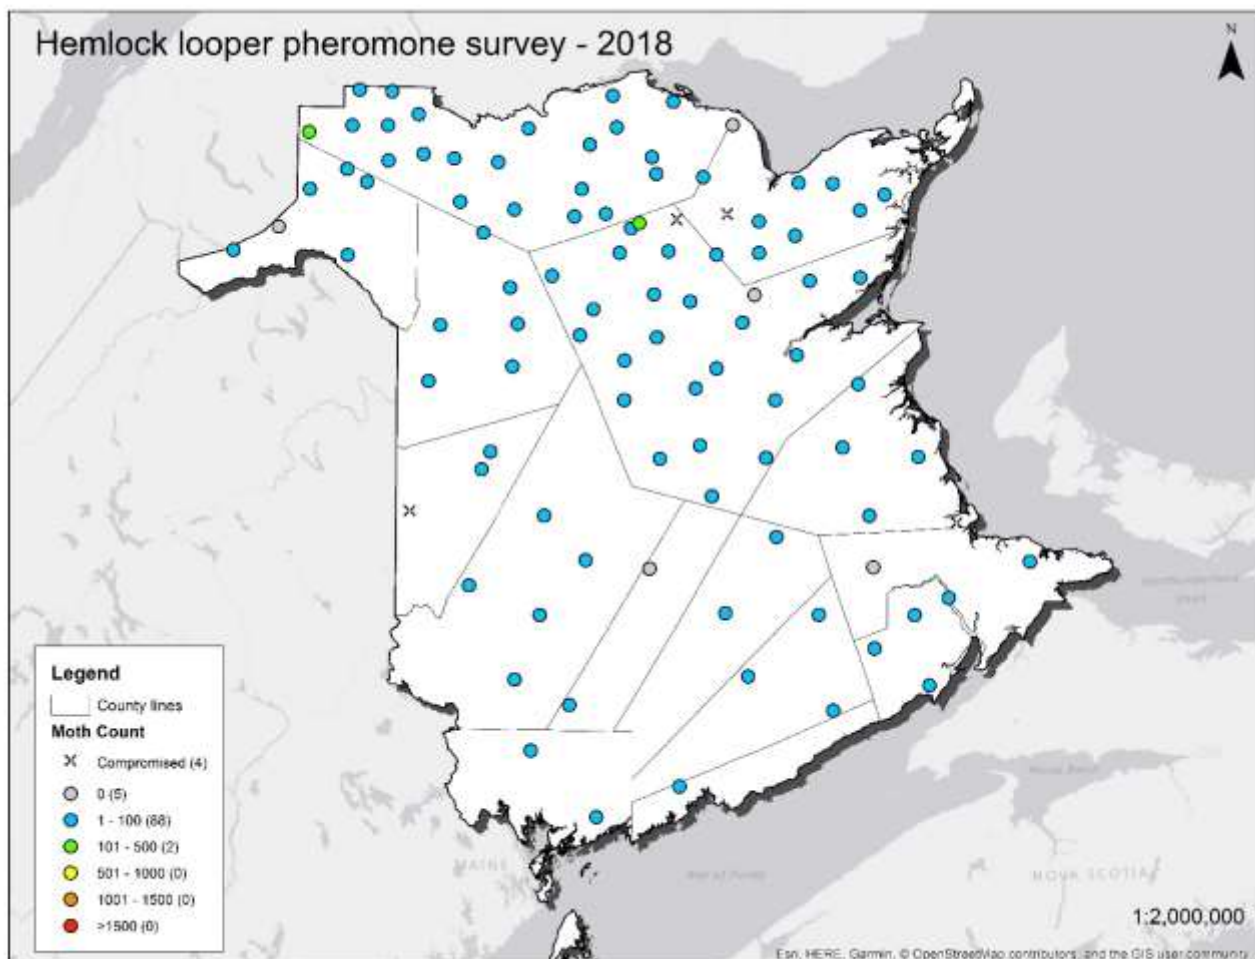 Hemlock looper pheromone survey - 2018
N
Legend
County lines
Moth Count
Compromised (4)
0 (5)
1 - 100 (88)
101 - 500 (2)
501 - 1000 (0)
1001 - 1500 (0)
>1500 (0)
MAINE
NOVA SCOTIA
1:2,000,000
Esri, HERE, Garmin, © OpenStreetMap contributors, and the GIS user community